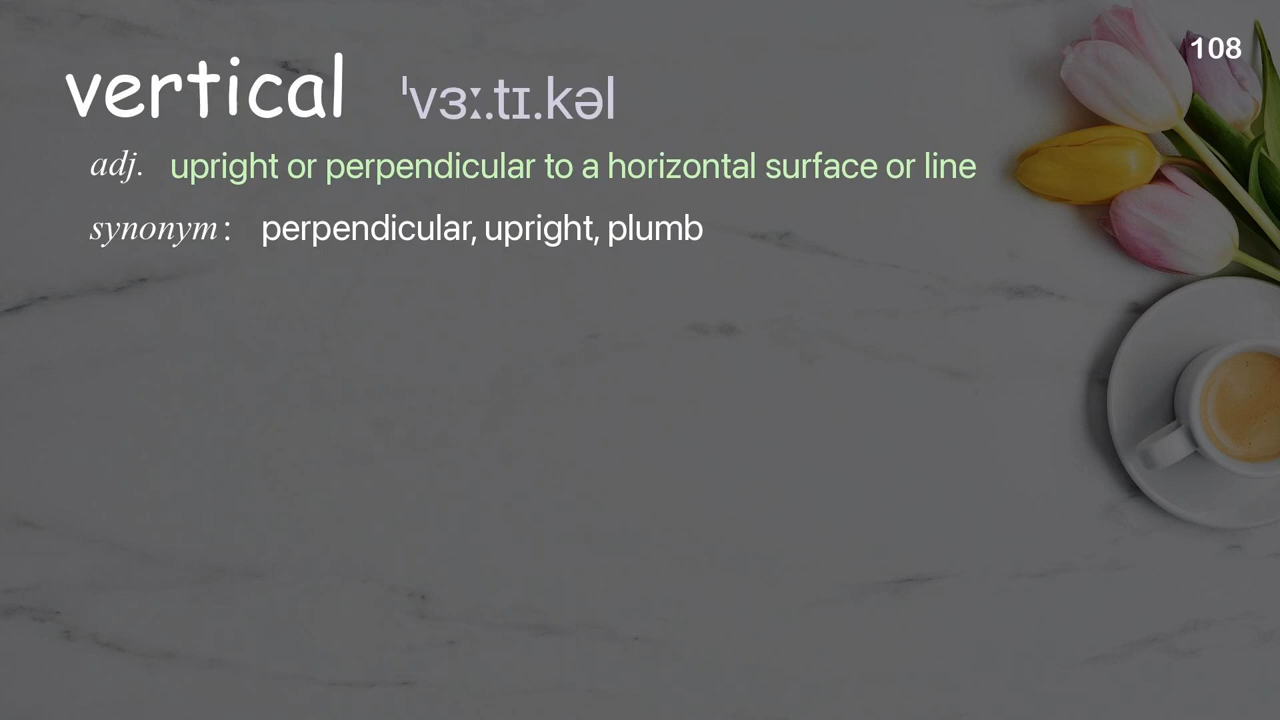 108
vertical ˈvɜː.tɪ.kəl
adj. upright or perpendicular to a horizontal surface or line
synonym : perpendicular, upright, plumb